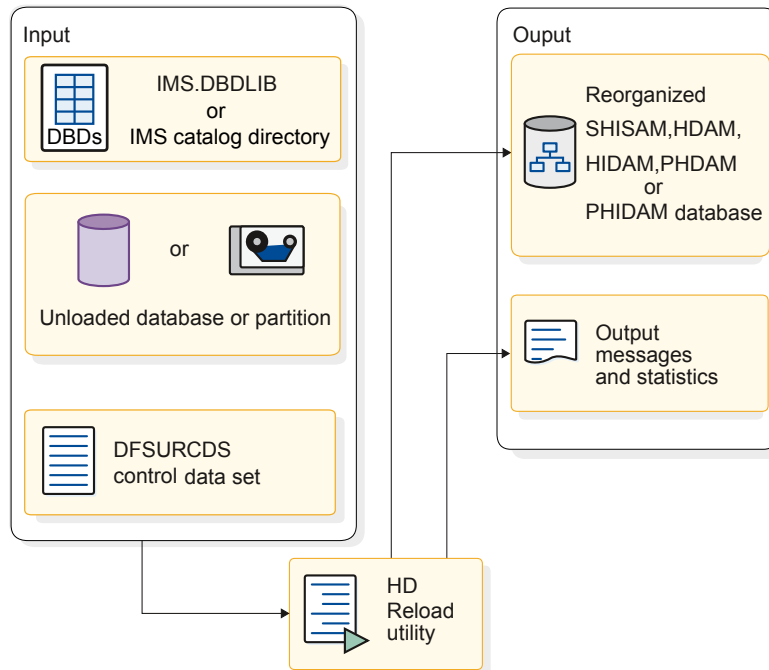 Input
DBDs
IMS.DBDLIB
or
IMS catalog directory
or
Unloaded database or partition
DFSURCDS
control data set
HD
Reload
utility
Ouput
Reorganized
SHISAM,HDAM,
HIDAM,PHDAM
or
PHIDAM database
Output
messages
and statistics